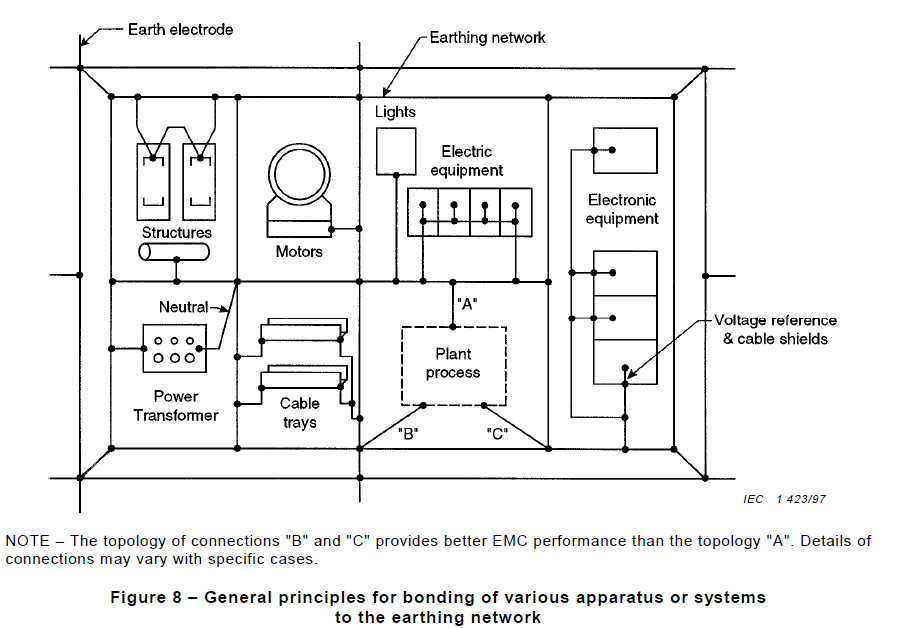 Earth electrode
Earthing network
Lights
Electric
equipment
Electronic
equipment
Structures
Motors
Neutral
"A"
Voltage reference
& cable shields
Plant
process
Power
Transformer
Cable
trays
"B"
"C"
IEC 1 423/97
NOTE – The topology of connections "B" and "C" provides better EMC performance than the topology "A". Details of
connections may vary with specific cases.
Figure 8 – General principles for bonding of various apparatus or systems
to the earthing network